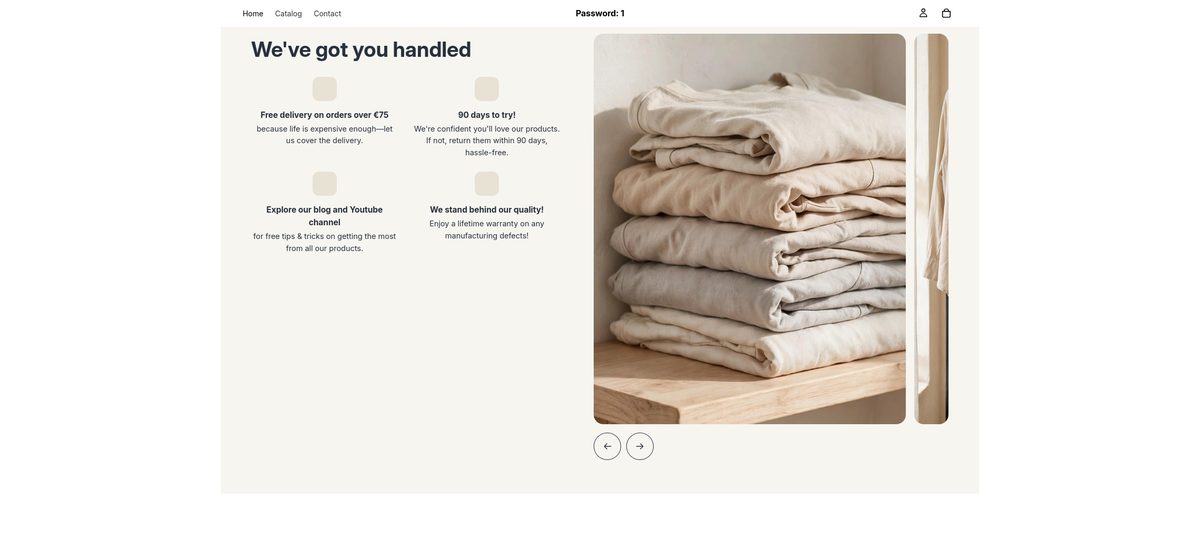 Home Catalog Contact Password: 1
We've got you handled
Free delivery on orders over €75
because life is expensive enough—let
us cover the delivery.
90 days to try!
We're confident you'll love our products.
If not, return them within 90 days,
hassle-free.
Explore our blog and Youtube
channel
for free tips & tricks on getting the most
from all our products.
We stand behind our quality!
Enjoy a lifetime warranty on any
manufacturing defects!